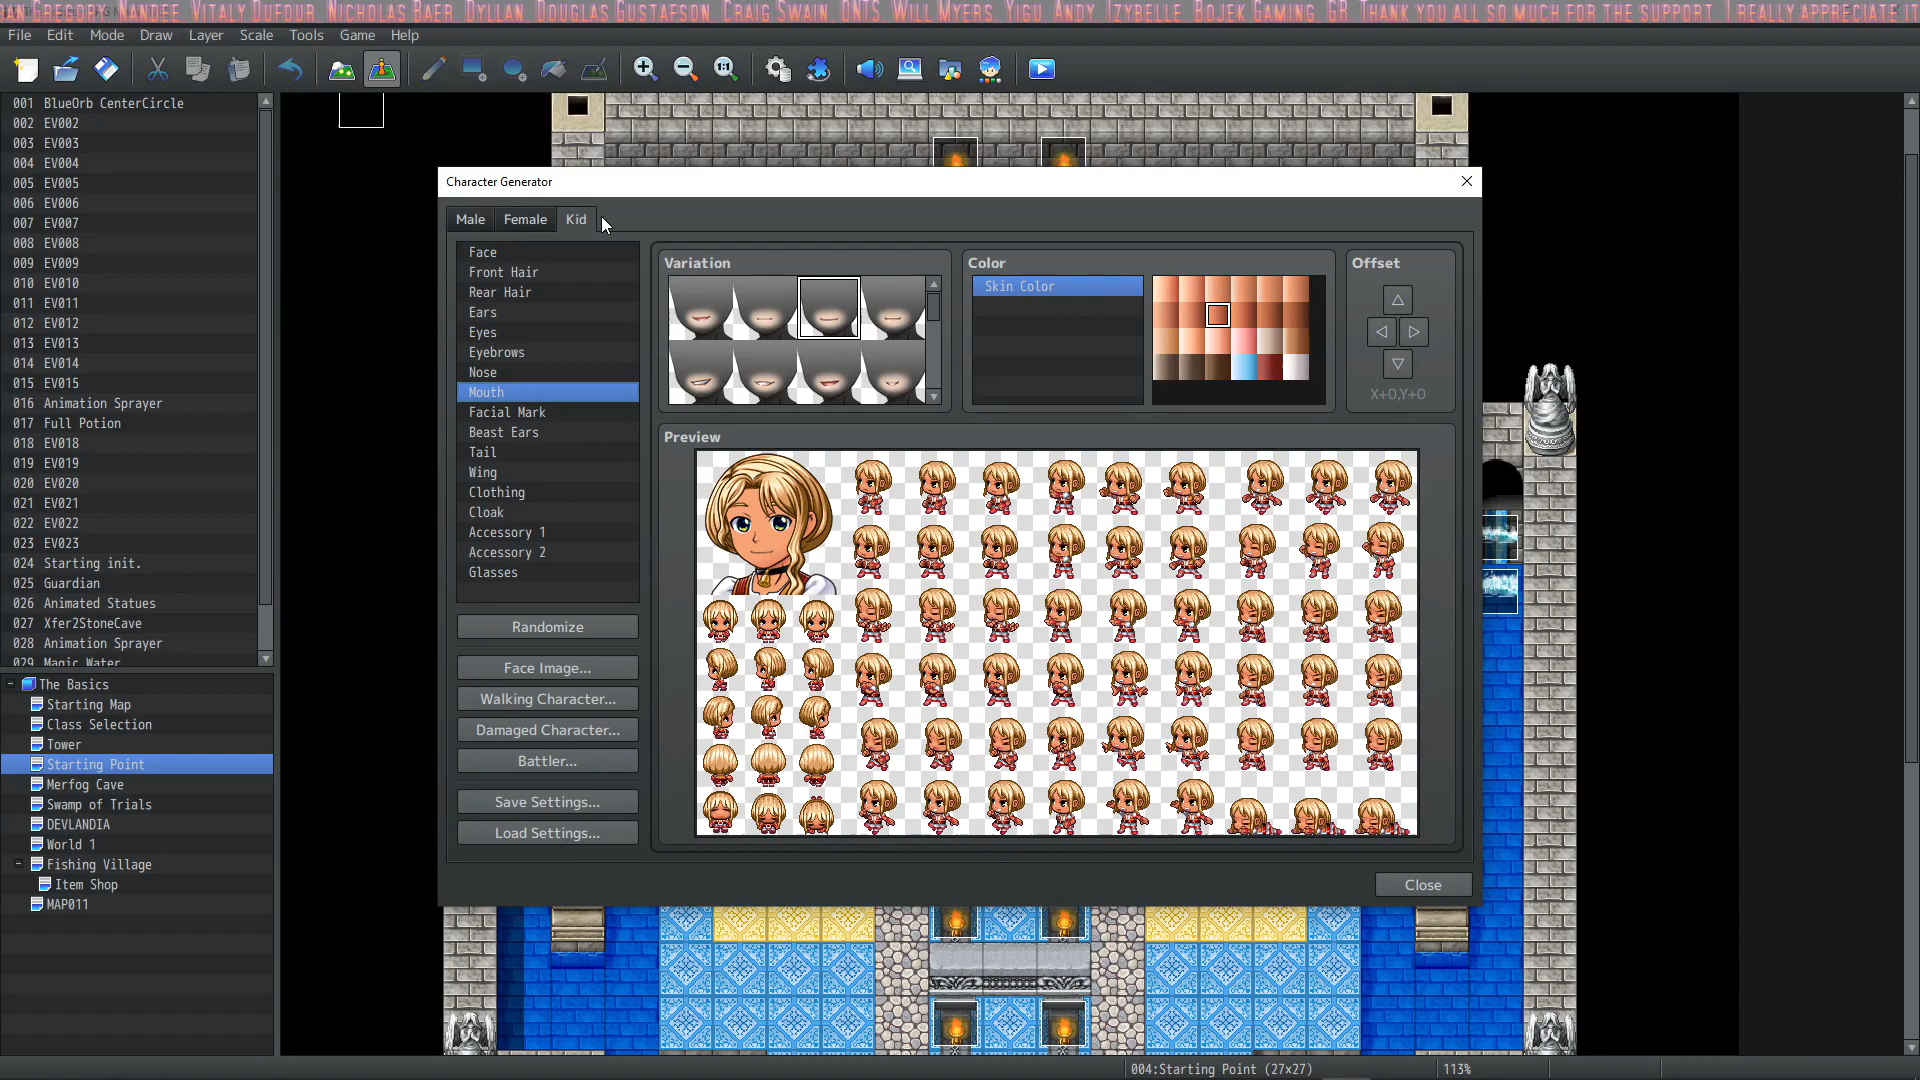 VITALY DUFOUR NICHOLAS BAER DYLLAN DOUGLAS GUSTAFSON CRAIG SWAIN ONTS WILL MYERS YIGU ANDY IZYBELLE BOJEK GAMING GR THANK YOU ALL SO MUCH FOR THE SUPPORT I REALLY APPRECIATE IT
File Edit Mode Draw Layer Scale Tools Game Help
001 BlueOrb CenterCircle
002 EV002
003 EV003
004 EV004
005 EV005
006 EV006
007 EV007
008 EV008
009 EV009
010 EV010
011 EV011
012 EV012
013 EV013
014 EV014
015 EV015
016 Animation Sprayer
017 Full Potion
018 EV018
019 EV019
020 EV020
021 EV021
022 EV022
023 EV023
024 Starting init.
025 Guardian
026 Animated Statues
027 Xfer2StoneCave
028 Animation Sprayer
029 Magic Water
The Basics
Starting Map
Class Selection
Tower
Starting Point
Merfog Cave
Swamp of Trials
DEVLANDIA
World 1
Fishing Village
Item Shop
MAP011
Character Generator
Male Female Kid
Face
Front Hair
Rear Hair
Ears
Eyes
Eyebrows
Nose
Mouth
Facial Mark
Beast Ears
Tail
Wing
Clothing
Cloak
Accessory 1
Accessory 2
Glasses
Randomize
Face Image...
Walking Character...
Damaged Character...
Battler...
Save Settings...
Load Settings...
Variation
Color
Skin Color
Offset
X+0,Y+0
Preview
Close
004:Starting Point (27x27) 113%